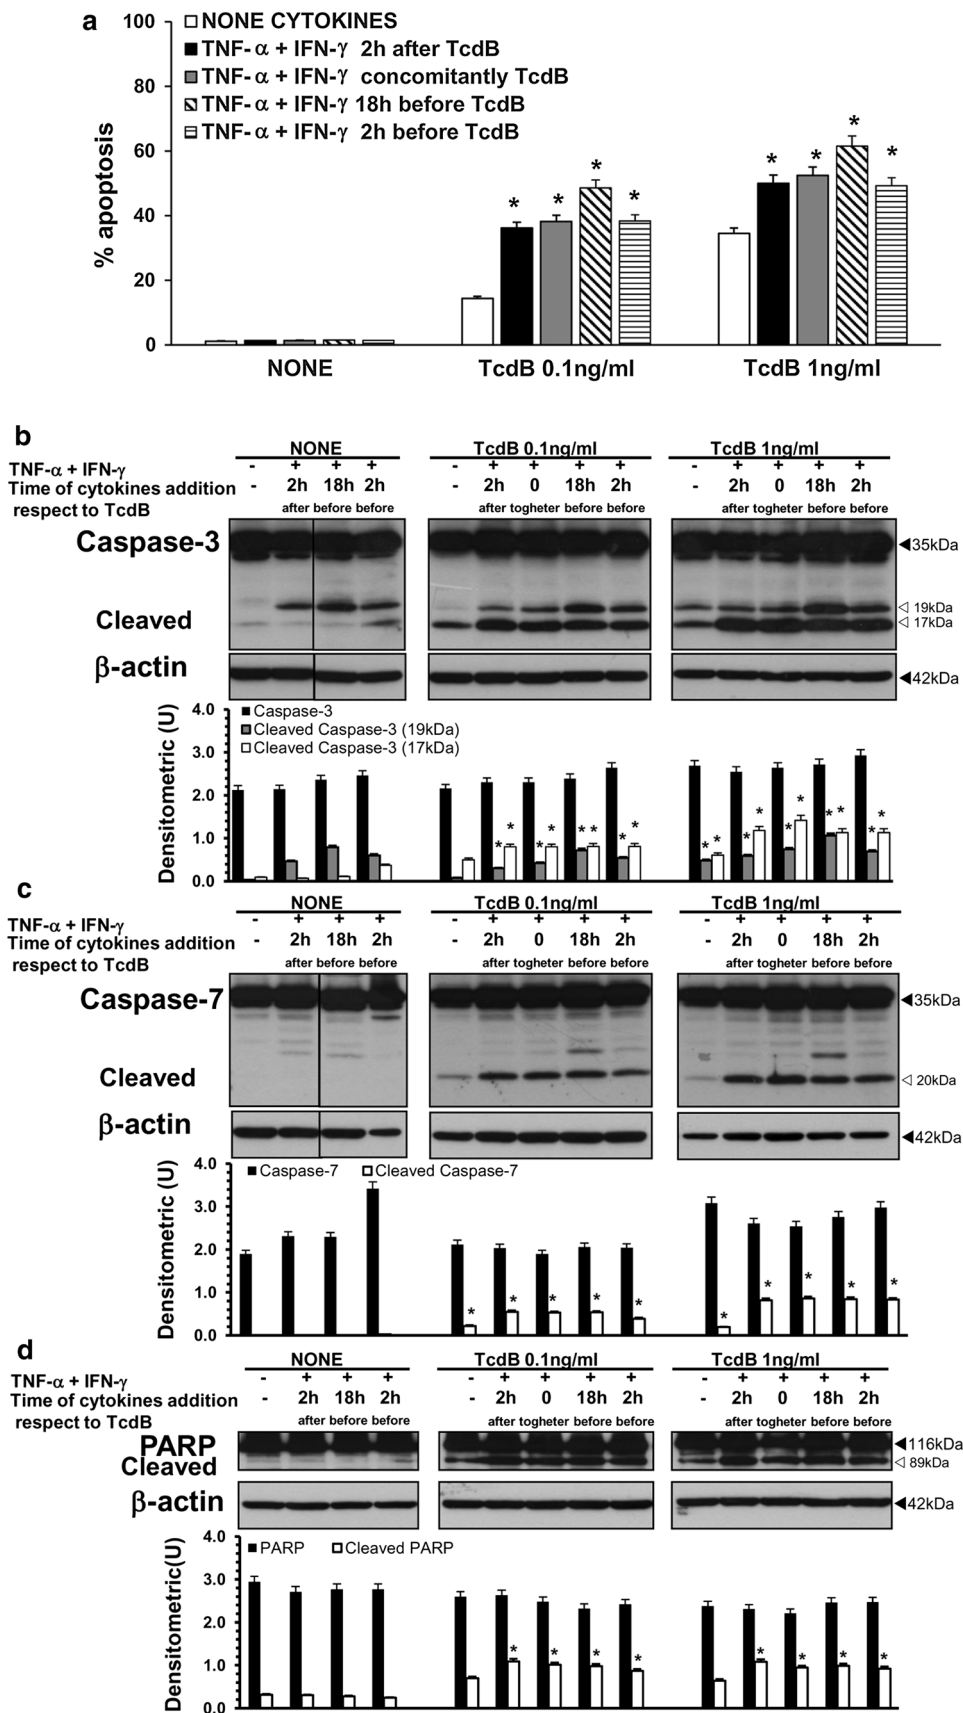 a
100
80
60
40
20
0
% apoptosis
NONE CYTOKINES
TNF-α + IFN-γ 2h after TcdB
TNF-α + IFN-γ concomitantly TcdB
TNF-α + IFN-γ 18h before TcdB
TNF-α + IFN-γ 2h before TcdB
* * * * * * * *
NONE TcdB 0.1ng/ml TcdB 1ng/ml
b
NONE TcdB 0.1ng/ml TcdB 1ng/ml
TNF-α + IFN-γ - + + + - + + + + - + + + +
Time of cytokines addition - 2h 18h 2h - 2h 0 18h 2h - 2h 0 18h 2h
respect to TcdB after before before after togheter before before after togheter before before
Caspase-3 35kDa
19kDa
Cleaved 17kDa
β-actin 42kDa
4.0
3.0
2.0
1.0
0.0
Densitometric (U)
Caspase-3
Cleaved Caspase-3 (19kDa)
Cleaved Caspase-3 (17kDa)
* * * * * * * * * * * * * * * * * *
c
NONE TcdB 0.1ng/ml TcdB 1ng/ml
TNF-α + IFN-γ - + + + - + + + + - + + + +
Time of cytokines addition - 2h 18h 2h - 2h 0 18h 2h - 2h 0 18h 2h
respect to TcdB after before before after togheter before before after togheter before before
Caspase-7 35kDa
Cleaved 20kDa
β-actin 42kDa
4.0
3.0
2.0
1.0
0.0
Densitometric (U)
Caspase-7 Cleaved Caspase-7
* * * * * * * * * *
d
NONE TcdB 0.1ng/ml TcdB 1ng/ml
TNF-α + IFN-γ - + + + - + + + + - + + + +
Time of cytokines addition - 2h 18h 2h - 2h 0 18h 2h - 2h 0 18h 2h
respect to TcdB after before before after togheter before before after togheter before before
PARP 116kDa
Cleaved 89kDa
β-actin 42kDa
4.0
3.0
2.0
1.0
0.0
Densitometric(U)
PARP Cleaved PARP
* * * * * * * *